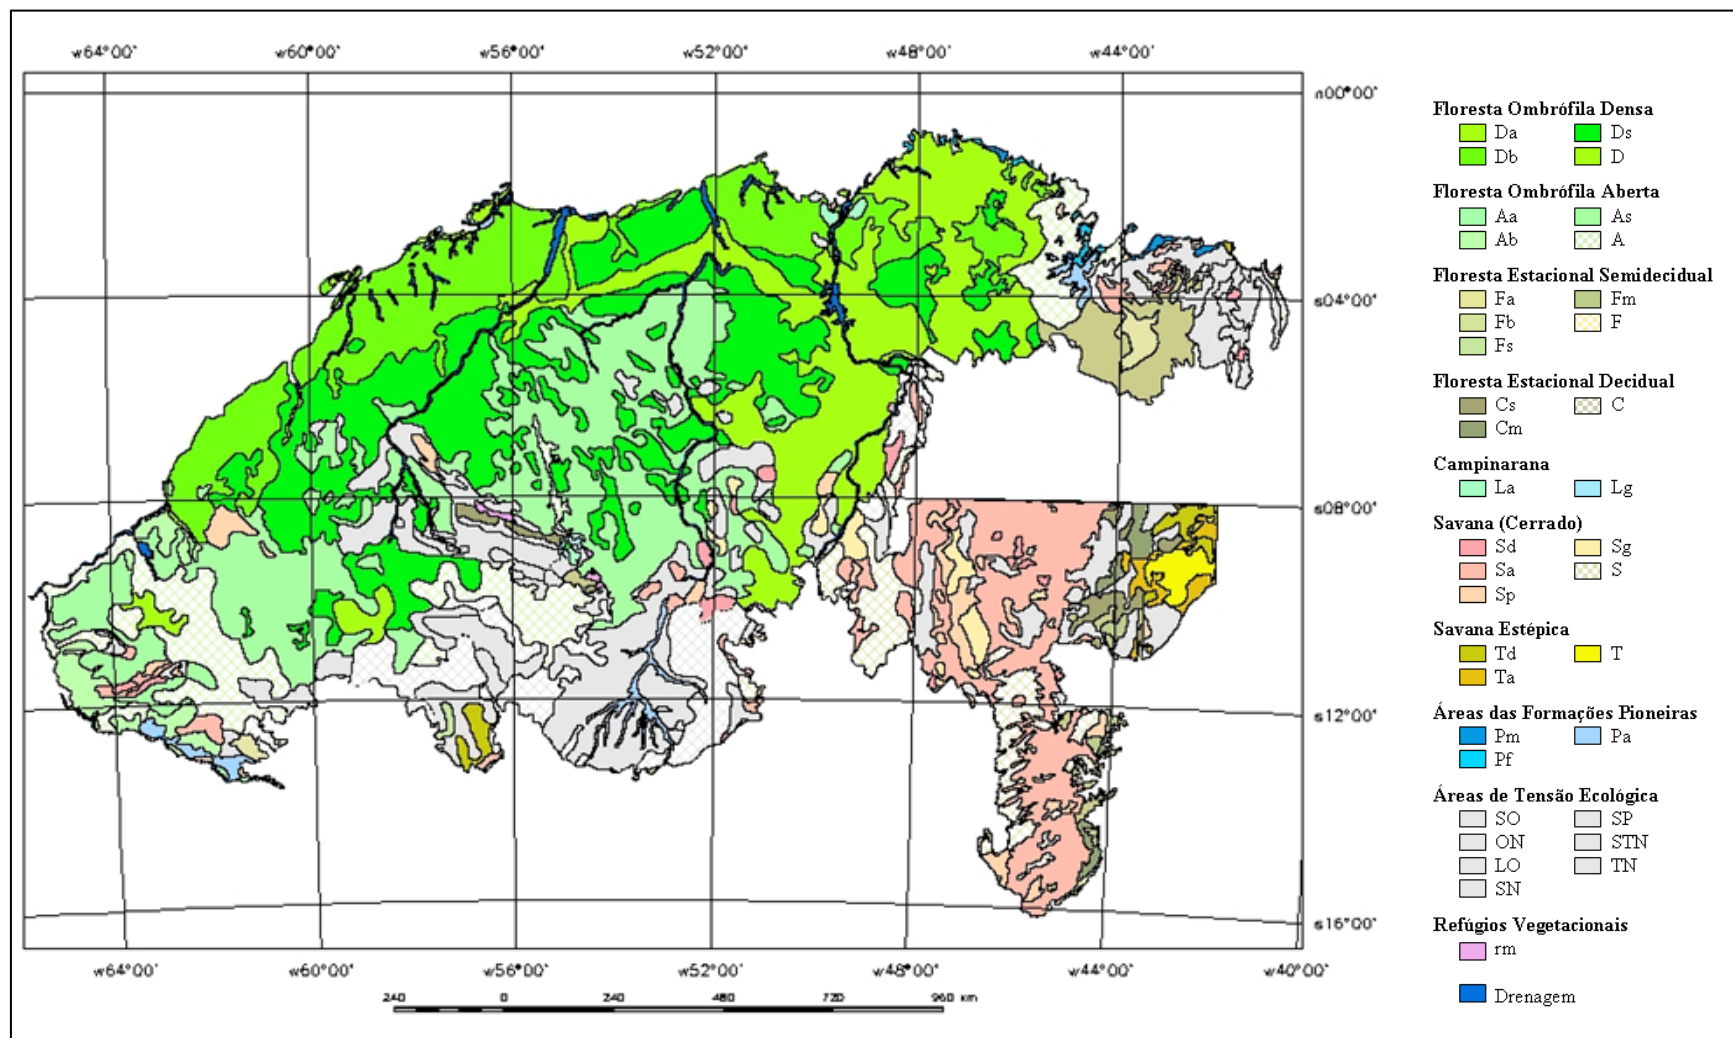 w64°00' w60°00' w56°00' w52°00' w48°00' w44°00'
n00°00'
s04°00'
s08°00'
s12°00'
s16°00'
w64°00' w60°00' w56°00' w52°00' w48°00' w44°00' w40°00'
240 0 240 480 720 960 km
Floresta Ombrófila Densa
Da Ds
Db D
Floresta Ombrófila Aberta
Aa As
Ab A
Floresta Estacional Semidecidual
Fa Fm
Fb F
Fs
Floresta Estacional Decidual
Cs C
Cm
Campinarana
La Lg
Savana (Cerrado)
Sd Sg
Sa S
Sp
Savana Estépica
Td T
Ta
Áreas das Formações Pioneiras
Pm Pa
Pf
Áreas de Tensão Ecológica
SO SP
ON STN
LO TN
SN
Refúgios Vegetacionais
rm
Drenagem